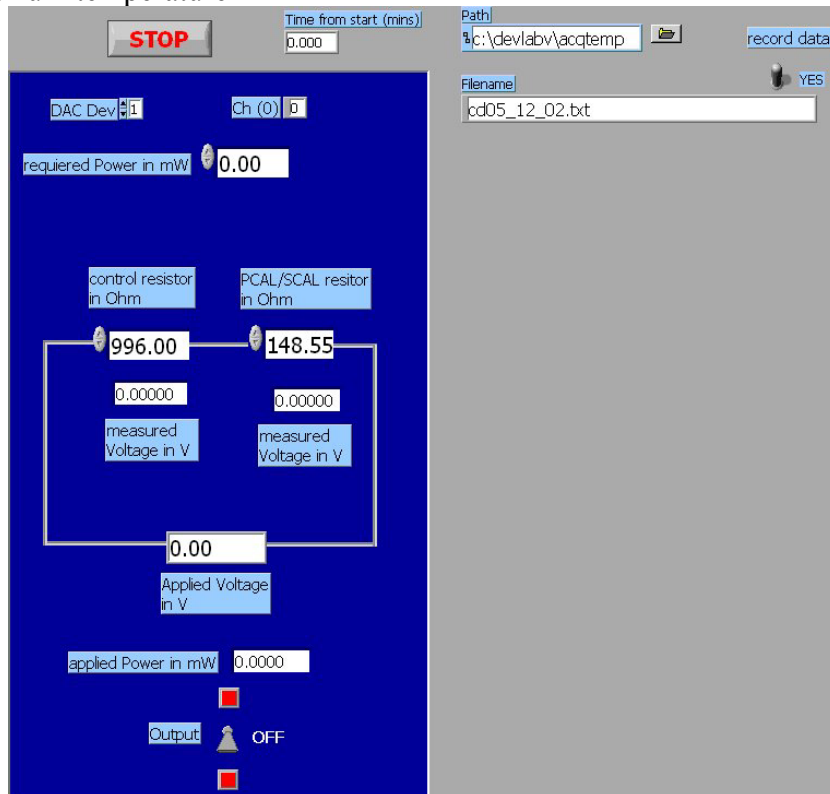 STOP
Time from start (mins)
0.000
Path
c:\devlabv\acqtemp
record data
YES
Filename
cd05_12_02.txt
DAC Dev 1
Ch (0) 0
requiered Power in mW 0.00
control resistor
in Ohm
PCAL/SCAL resitor
in Ohm
996.00
148.55
0.00000
0.00000
measured
Voltage in V
measured
Voltage in V
0.00
Applied Voltage
in V
applied Power in mW 0.0000
Output OFF